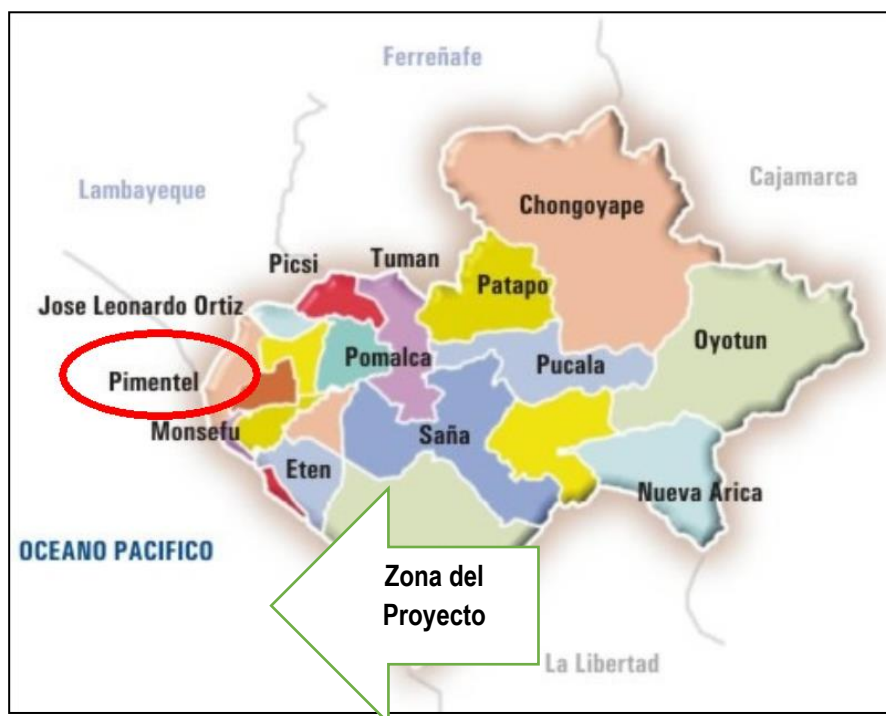 Ferreñafe
Cajamarca
Lambayeque
Chongoyape
Picsi
Tuman
Patapo
Jose Leonardo Ortiz
Oyotun
Pomalca
Pucala
Pimentel
Monsefu
Saña
Eten
Nueva Arica
OCEANO PACIFICO
Zona del
Proyecto
La Libertad